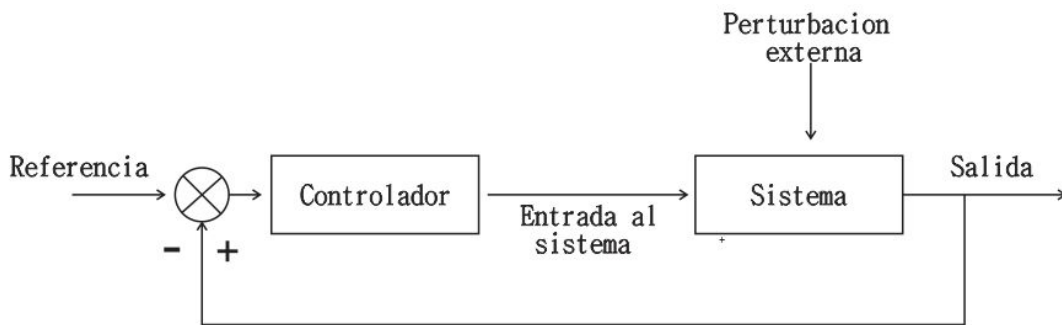 Perturbacion
externa
Referencia
Controlador
Entrada al
sistema
Sistema
Salida
- +
+